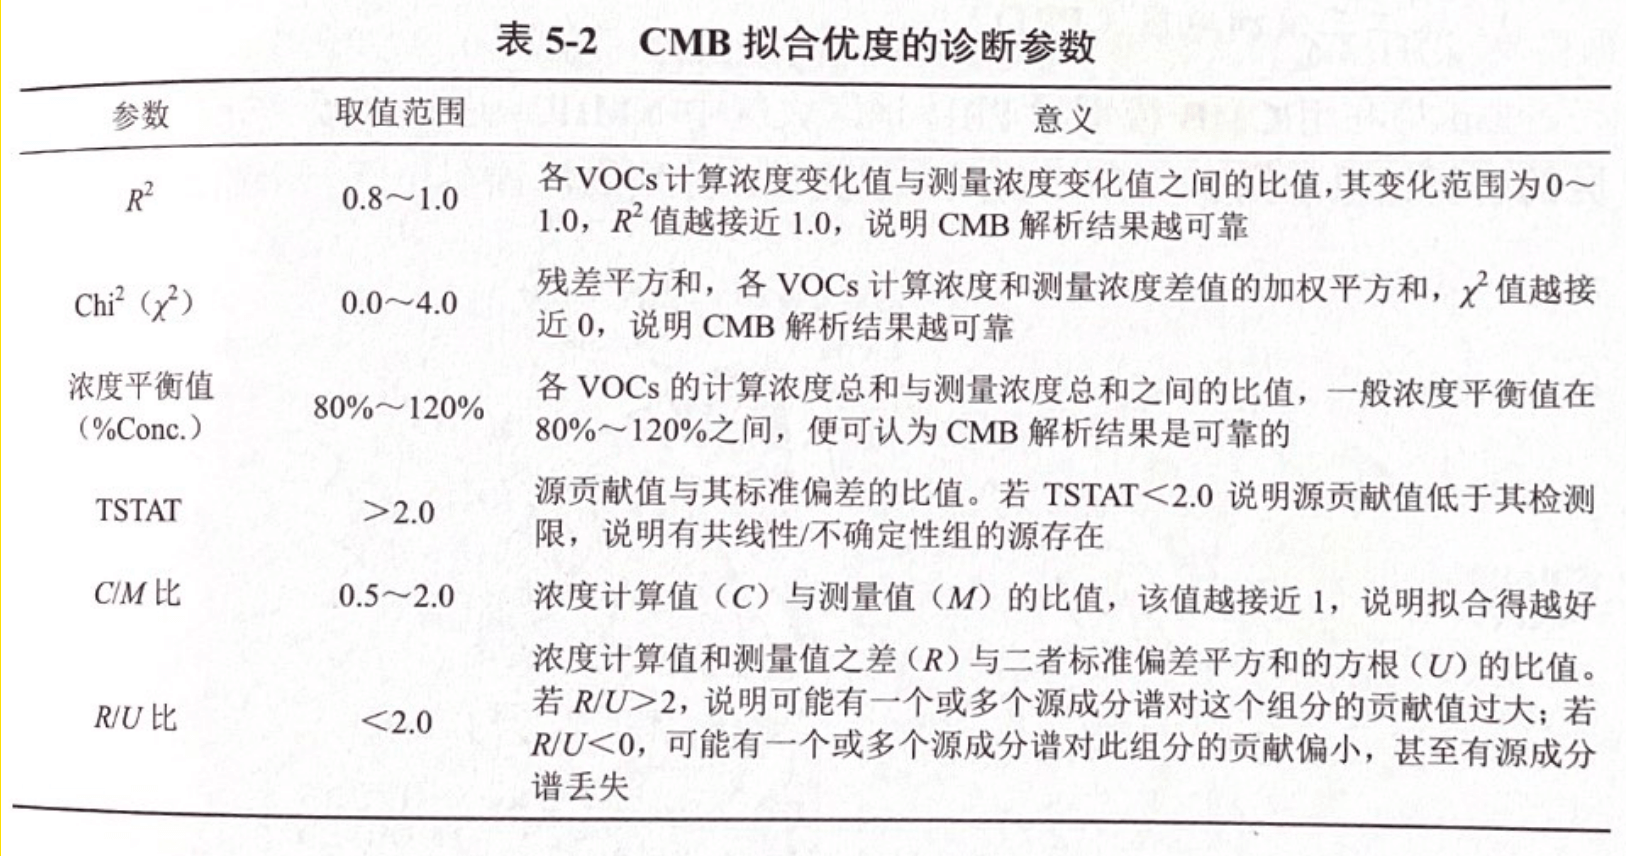 表 5-2 CMB 拟合优度的诊断参数
参数 取值范围 意义
R² 0.8～1.0 各 VOCs 计算浓度变化值与测量浓度变化值之间的比值，其变化范围为 0～
1.0，R² 值越接近 1.0，说明 CMB 解析结果越可靠
Chi²（χ²） 0.0～4.0 残差平方和，各 VOCs 计算浓度和测量浓度差值的加权平方和，χ² 值越接
近 0，说明 CMB 解析结果越可靠
浓度平衡值
（%Conc.） 80%～120% 各 VOCs 的计算浓度总和与测量浓度总和之间的比值，一般浓度平衡值在
80%～120%之间，便可认为 CMB 解析结果是可靠的
TSTAT >2.0 源贡献值与其标准偏差的比值。若 TSTAT<2.0 说明源贡献值低于其检测
限，说明有共线性/不确定性组的源存在
C/M 比 0.5～2.0 浓度计算值（C）与测量值（M）的比值，该值越接近 1，说明拟合得越好
R/U 比 <2.0 浓度计算值和测量值之差（R）与二者标准偏差平方和的方根（U）的比值。
若 R/U>2，说明可能有一个或多个源成分谱对这个组分的贡献值过大；若
R/U<0，可能有一个或多个源成分谱对此组分的贡献偏小，甚至有源成分
谱丢失